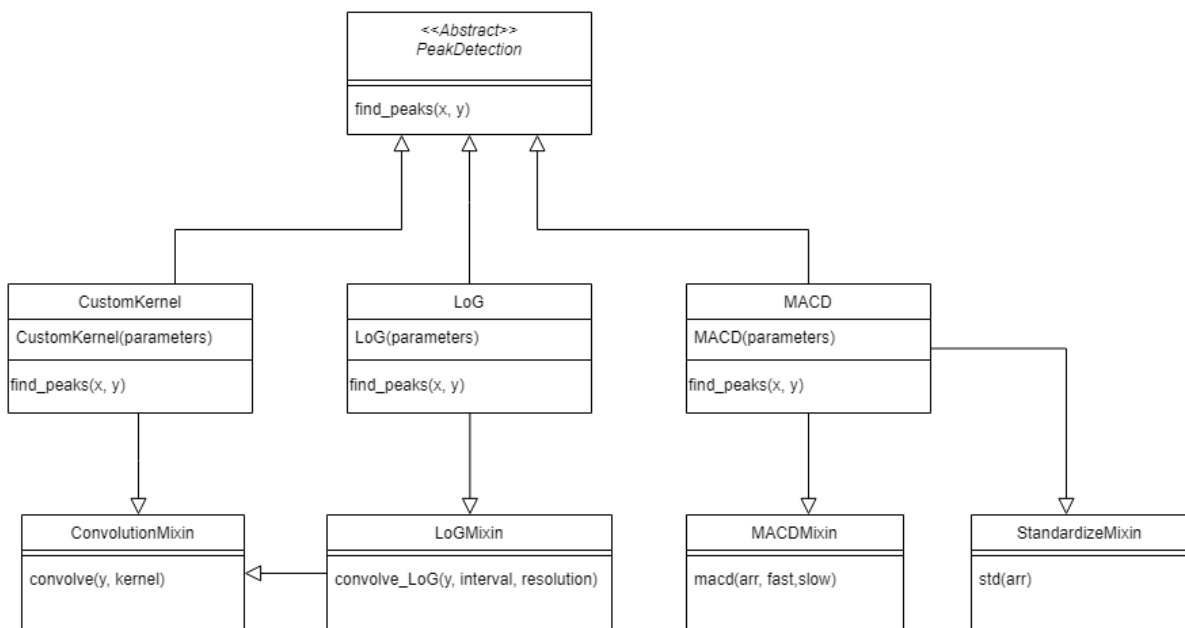 <<Abstract>>
PeakDetection
find_peaks(x, y)
CustomKernel
CustomKernel(parameters)
find_peaks(x, y)
LoG
LoG(parameters)
find_peaks(x, y)
MACD
MACD(parameters)
find_peaks(x, y)
ConvolutionMixin
convolve(y, kernel)
LoGMixin
convolve_LoG(y, interval, resolution)
MACDMixin
macd(arr, fast,slow)
StandardizeMixin
std(arr)